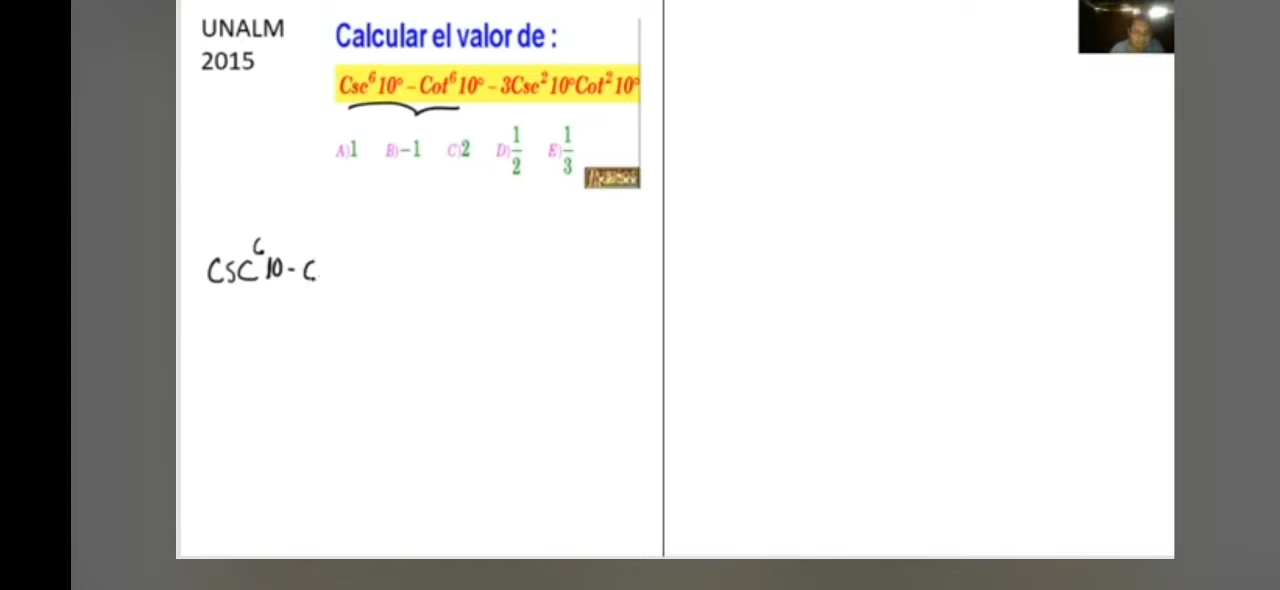 UNALM
2015
Calcular el valor de :
Csc⁶10° – Cot⁶10° – 3Csc²10°Cot²10°
A)1 B)–1 C)2 D)1/2 E)1/3
CSC⁶10 - C